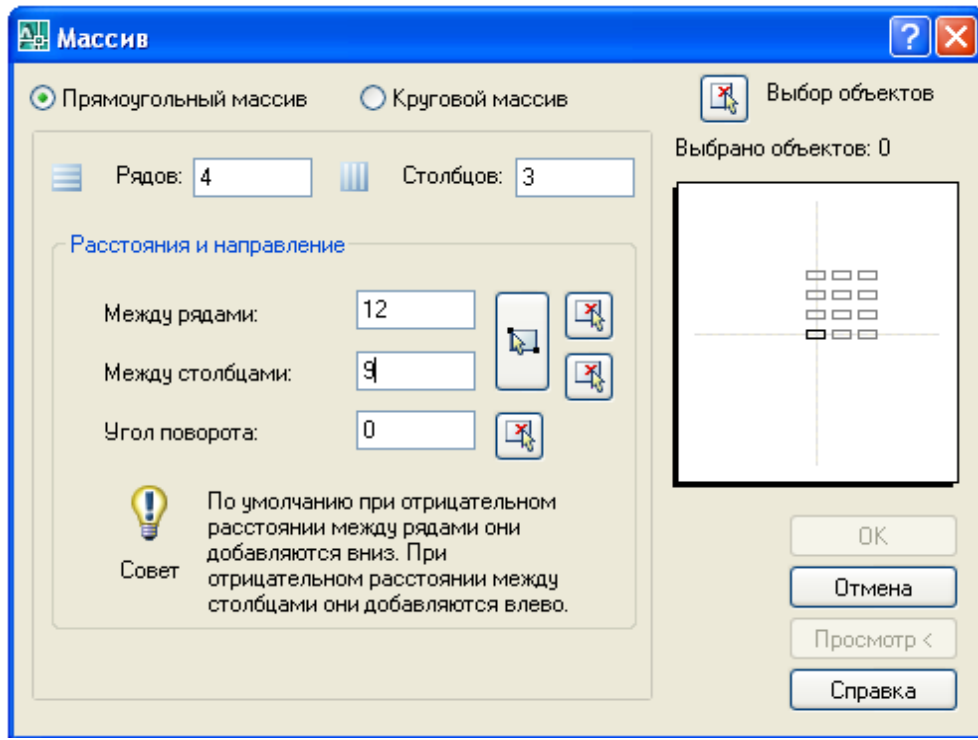 Массив
Прямоугольный массив
Круговой массив
Выбор объектов
Выбрано объектов: 0
Рядов: 4
Столбцов: 3
Расстояния и направление
Между рядами: 12
Между столбцами: 9
Угол поворота: 0
Совет
По умолчанию при отрицательном
расстоянии между рядами они
добавляются вниз. При
отрицательном расстоянии между
столбцами они добавляются влево.
OK
Отмена
Просмотр <
Справка